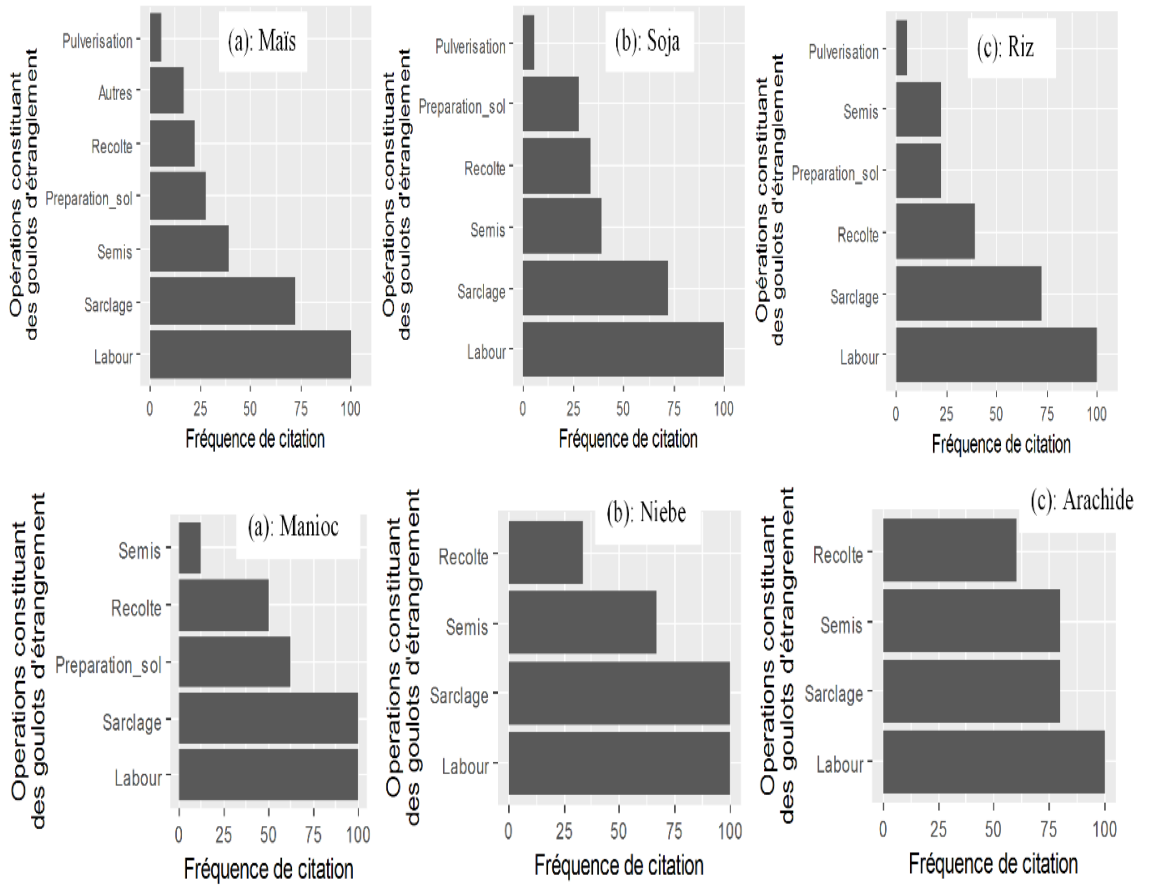 (a): Maïs
Opérations constituant
des goulots d'étranglement
Pulverisation
Autres
Recolte
Preparation_sol
Semis
Sarclage
Labour
0 25 50 75 100
Fréquence de citation
(b): Soja
Opérations constituant
des goulots d'étranglement
Pulverisation
Preparation_sol
Recolte
Semis
Sarclage
Labour
0 25 50 75 100
Fréquence de citation
(c): Riz
Opérations constituant
des goulots d'étranglement
Pulverisation
Semis
Preparation_sol
Recolte
Sarclage
Labour
0 25 50 75 100
Fréquence de citation
(a): Manioc
Operations constituant
des goulots d'étrangrement
Semis
Recolte
Preparation_sol
Sarclage
Labour
0 25 50 75 100
Fréquence de citation
(b): Niebe
Operations constituant
des goulots d'étrangrement
Recolte
Semis
Sarclage
Labour
0 25 50 75 100
Fréquence de citation
(c): Arachide
Operations constituant
des goulots d'étrangrement
Recolte
Semis
Sarclage
Labour
0 25 50 75 100
Fréquence de citation